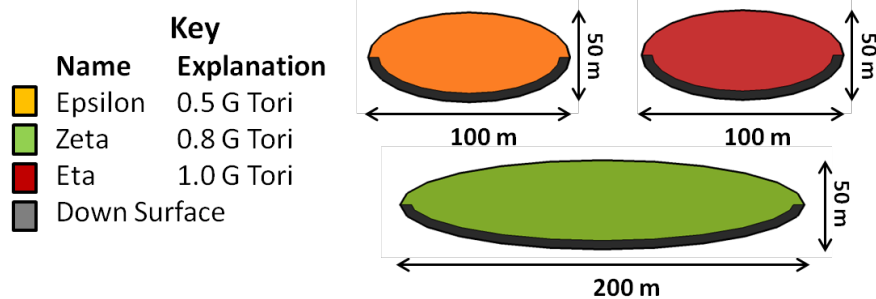 Key
Name Explanation
Epsilon 0.5 G Tori
Zeta 0.8 G Tori
Eta 1.0 G Tori
Down Surface
50 m
100 m
50 m
100 m
50 m
200 m